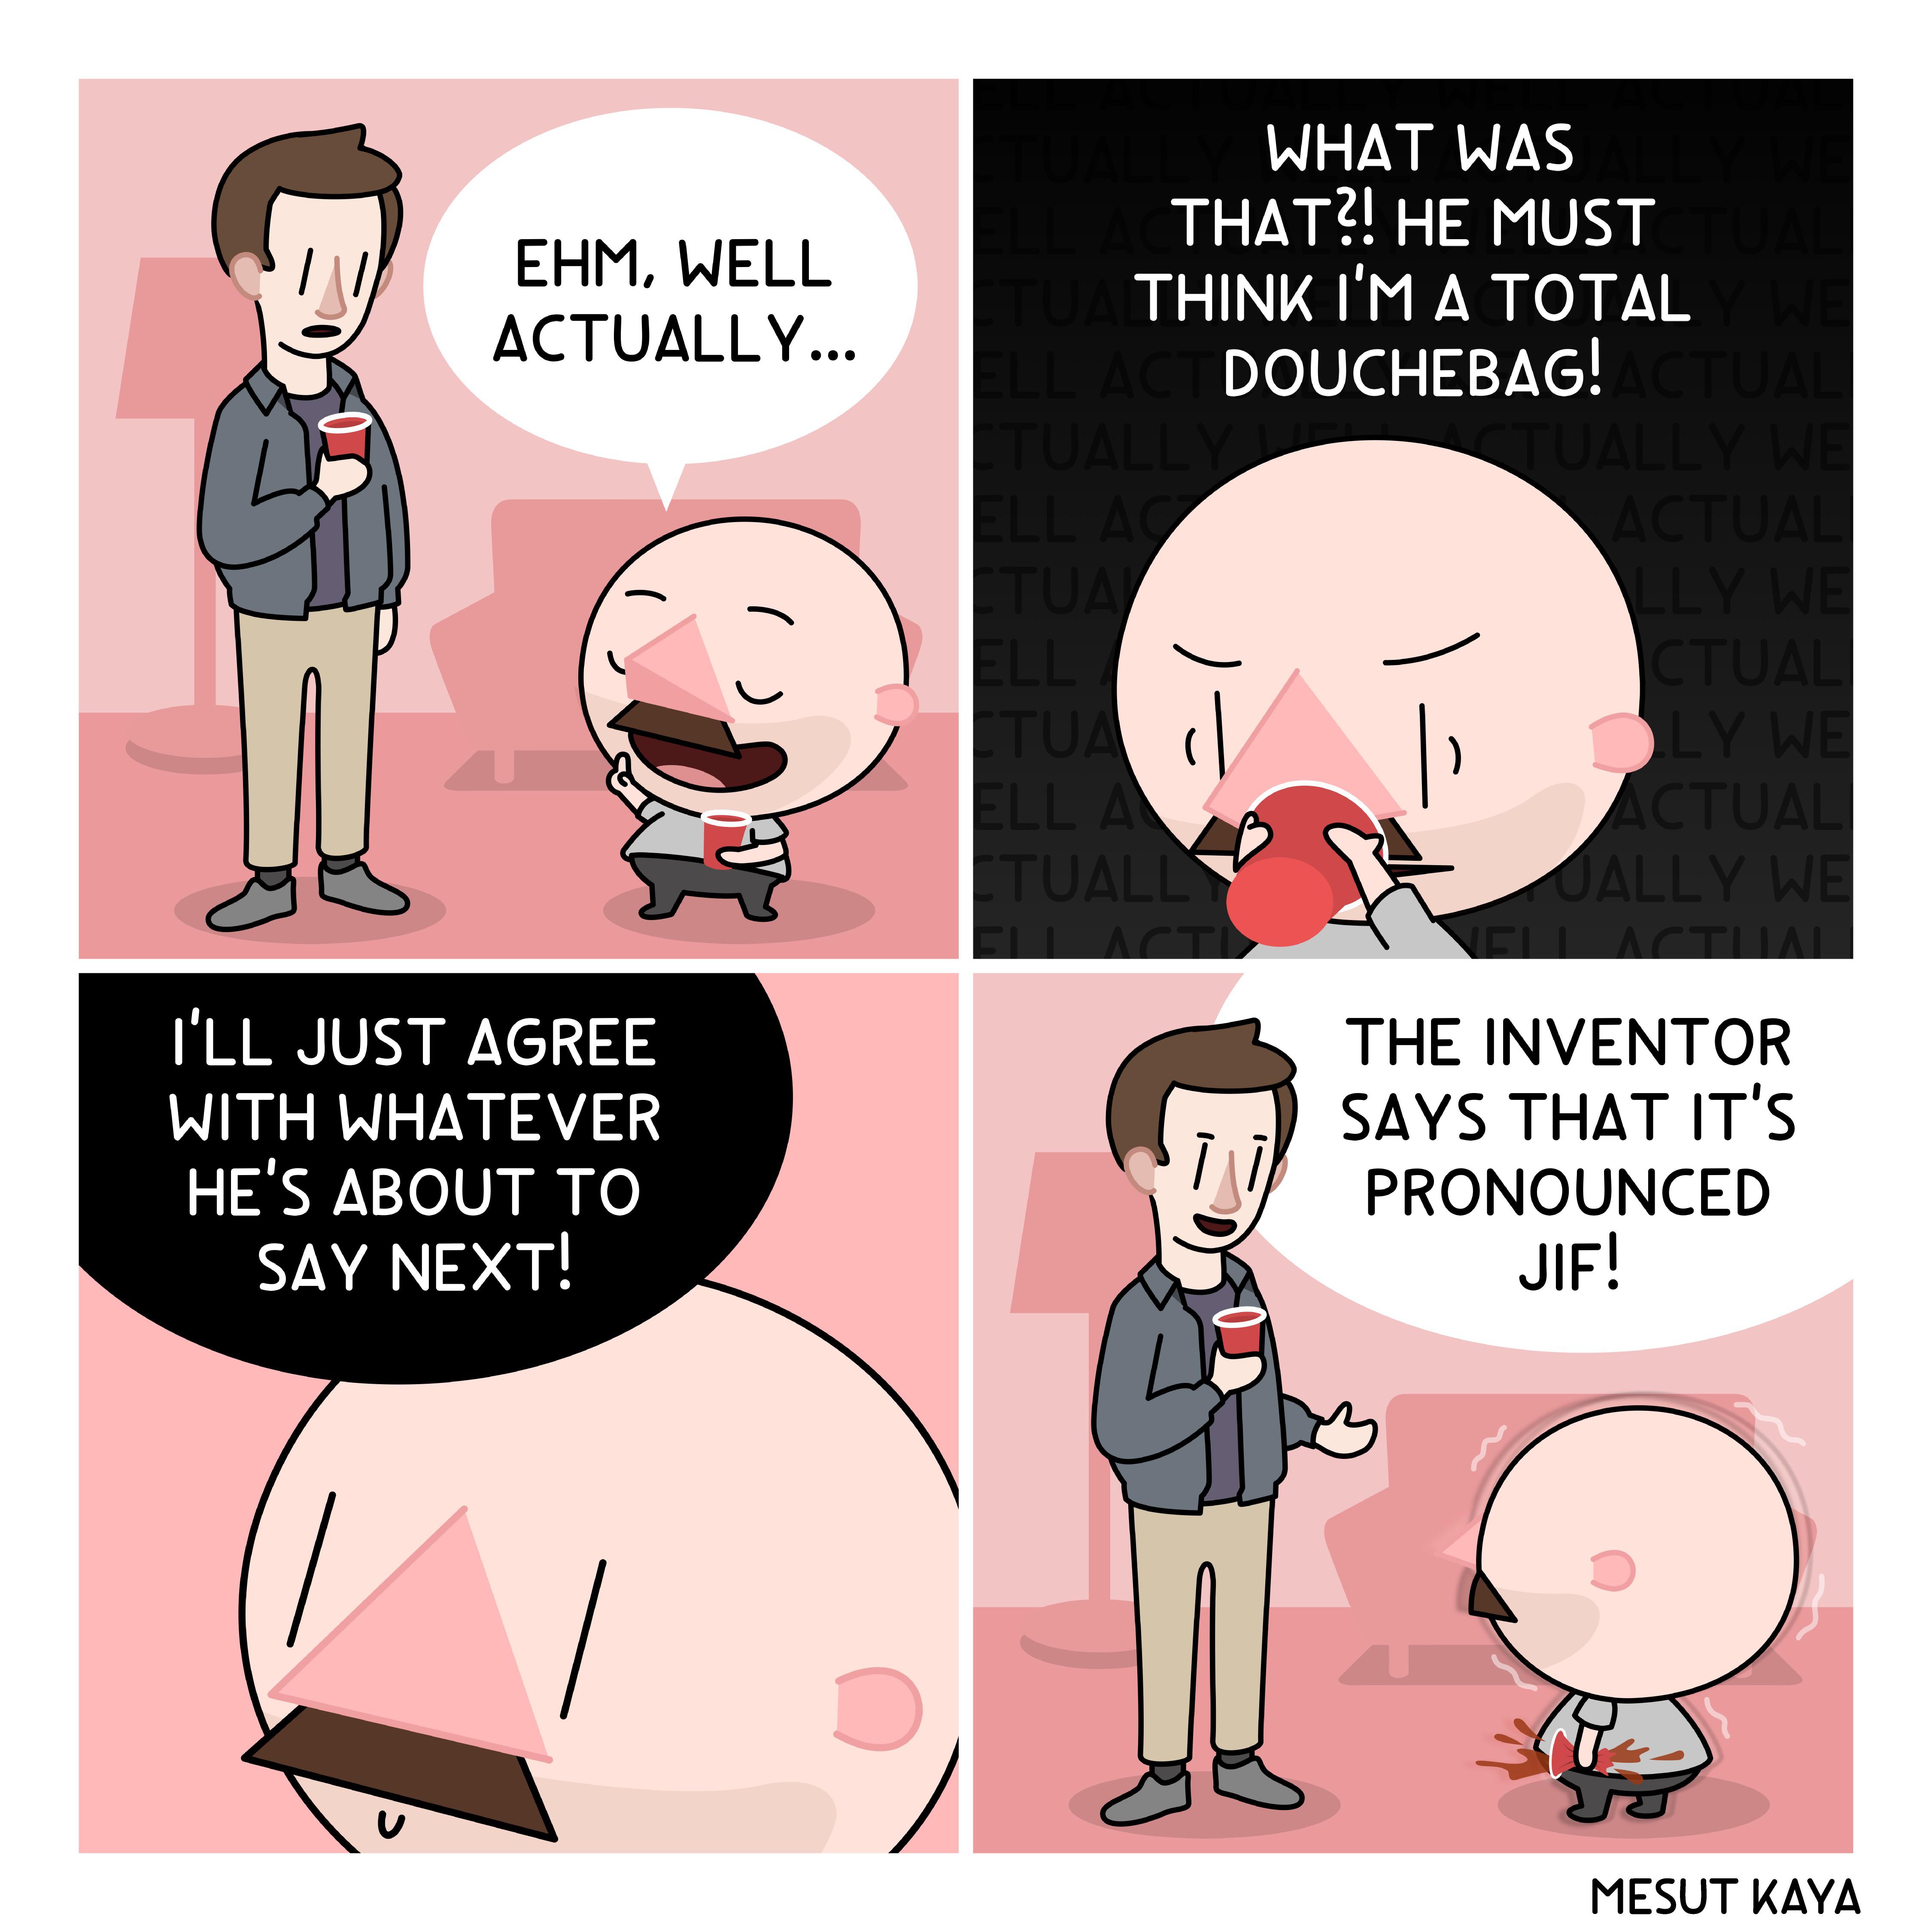 EHM, WELL
ACTUALLY...
WHAT WAS
THAT?! HE MUST
THINK I'M A TOTAL
DOUCHEBAG!
I'LL JUST AGREE
WITH WHATEVER
HE'S ABOUT TO
SAY NEXT!
THE INVENTOR
SAYS THAT IT'S
PRONOUNCED
JIF!
MESUT KAYA